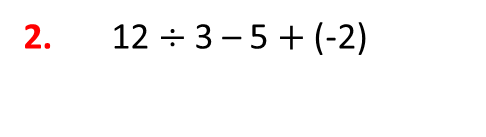 2. 12 ÷ 3 – 5 + (-2)